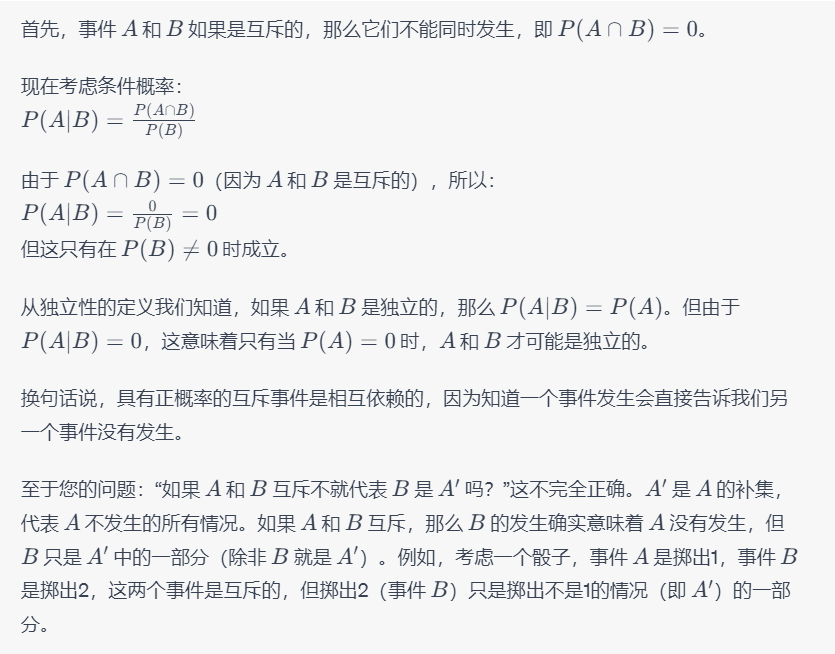 首先，事件 A 和 B 如果是互斥的，那么它们不能同时发生，即 P(A ∩ B) = 0。
现在考虑条件概率：
P(A|B) = \frac{P(A∩B)}{P(B)}
由于 P(A ∩ B) = 0（因为 A 和 B 是互斥的），所以：
P(A|B) = \frac{0}{P(B)} = 0
但这只有在 P(B) ≠ 0 时成立。
从独立性的定义我们知道，如果 A 和 B 是独立的，那么 P(A|B) = P(A)。但由于
P(A|B) = 0，这意味着只有当 P(A) = 0 时，A 和 B 才可能是独立的。
换句话说，具有正概率的互斥事件是相互依赖的，因为知道一个事件发生会直接告诉我们另
一个事件没有发生。
至于您的问题：“如果 A 和 B 互斥不就代表 B 是 A′ 吗？”这不完全正确。A′ 是 A 的补集，
代表 A 不发生的所有情况。如果 A 和 B 互斥，那么 B 的发生确实意味着 A 没有发生，但
B 只是 A′ 中的一部分（除非 B 就是 A′）。例如，考虑一个骰子，事件 A 是掷出1，事件 B
是掷出2，这两个事件是互斥的，但掷出2（事件 B）只是掷出不是1的情况（即 A′）的一部
分。